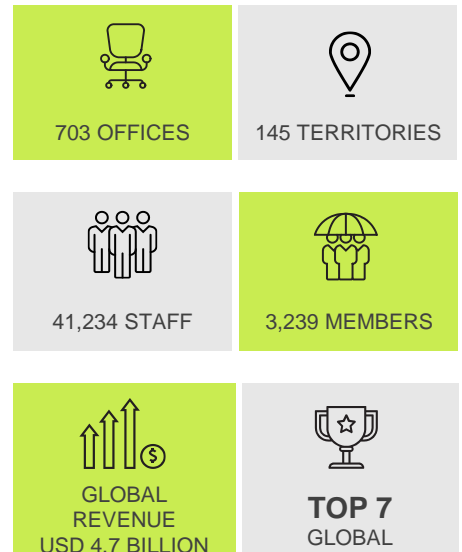 703 OFFICES
145 TERRITORIES
41,234 STAFF
3,239 MEMBERS
GLOBAL
REVENUE
USD 4.7 BILLION
TOP 7
GLOBAL